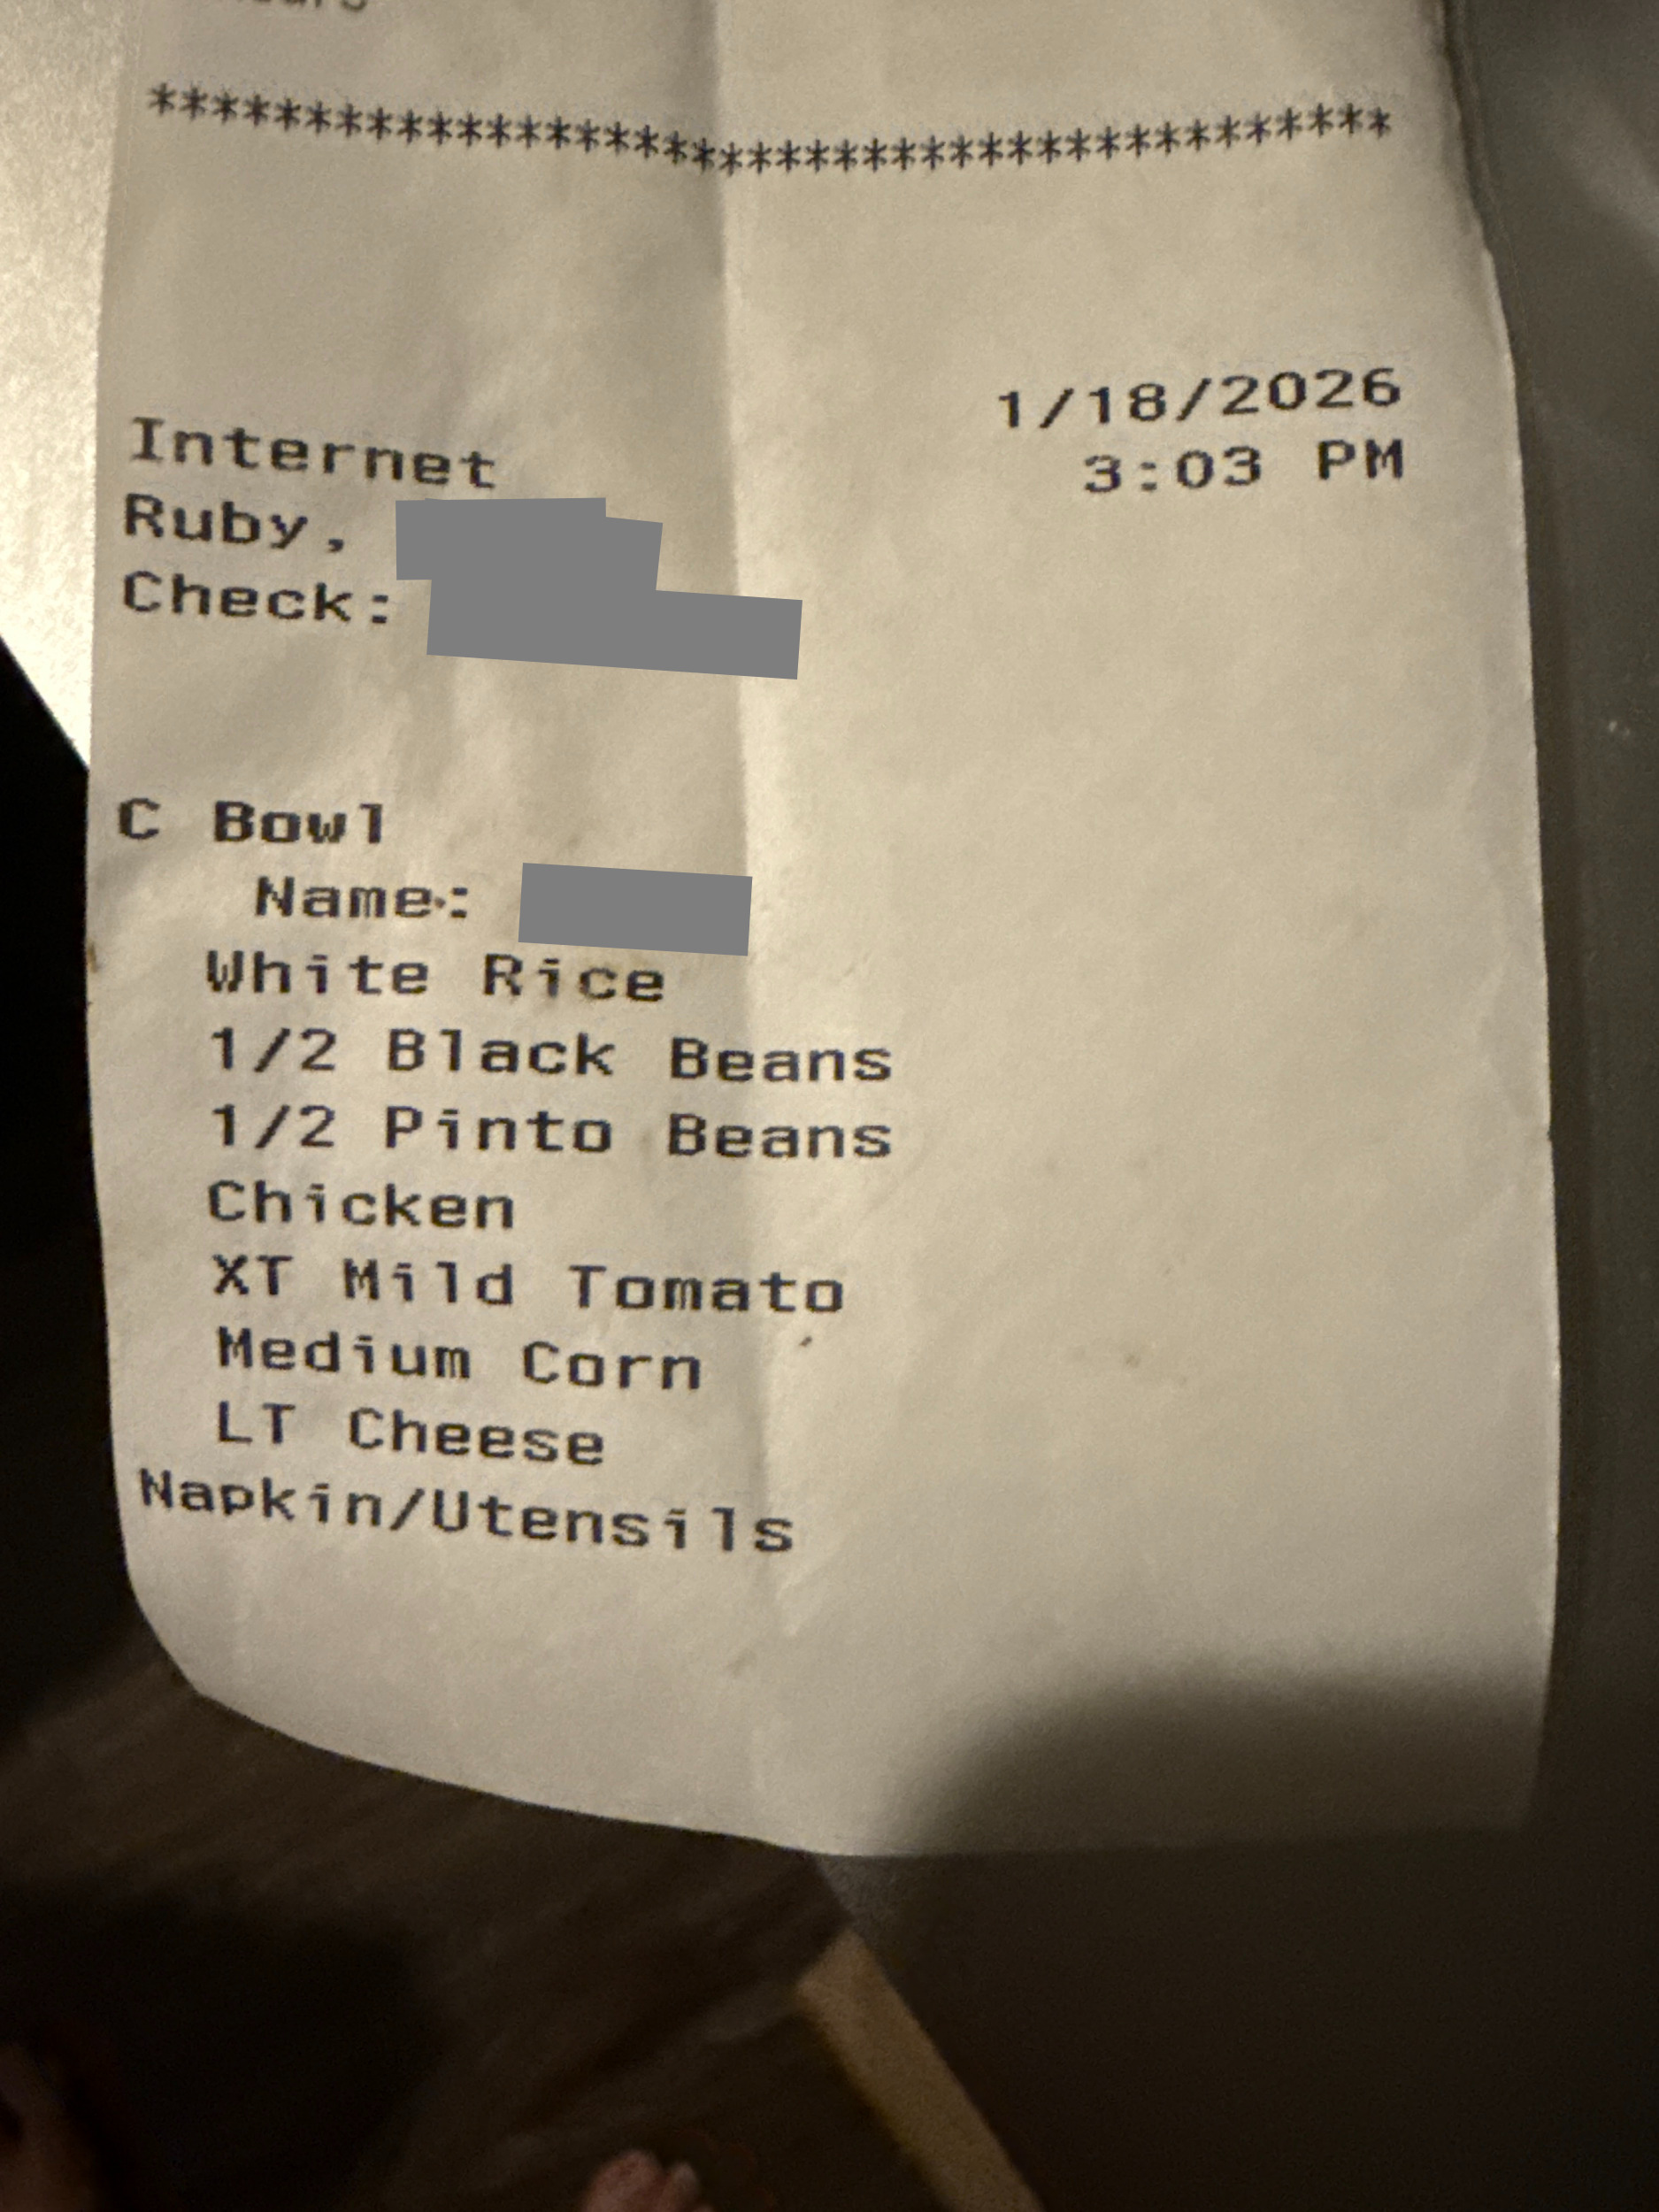 ****************************************
1/18/2026
Internet
3:03 PM
Ruby,
Check:
C Bowl
Name:
White Rice
1/2 Black Beans
1/2 Pinto Beans
Chicken
XT Mild Tomato
Medium Corn
LT Cheese
Napkin/Utensils